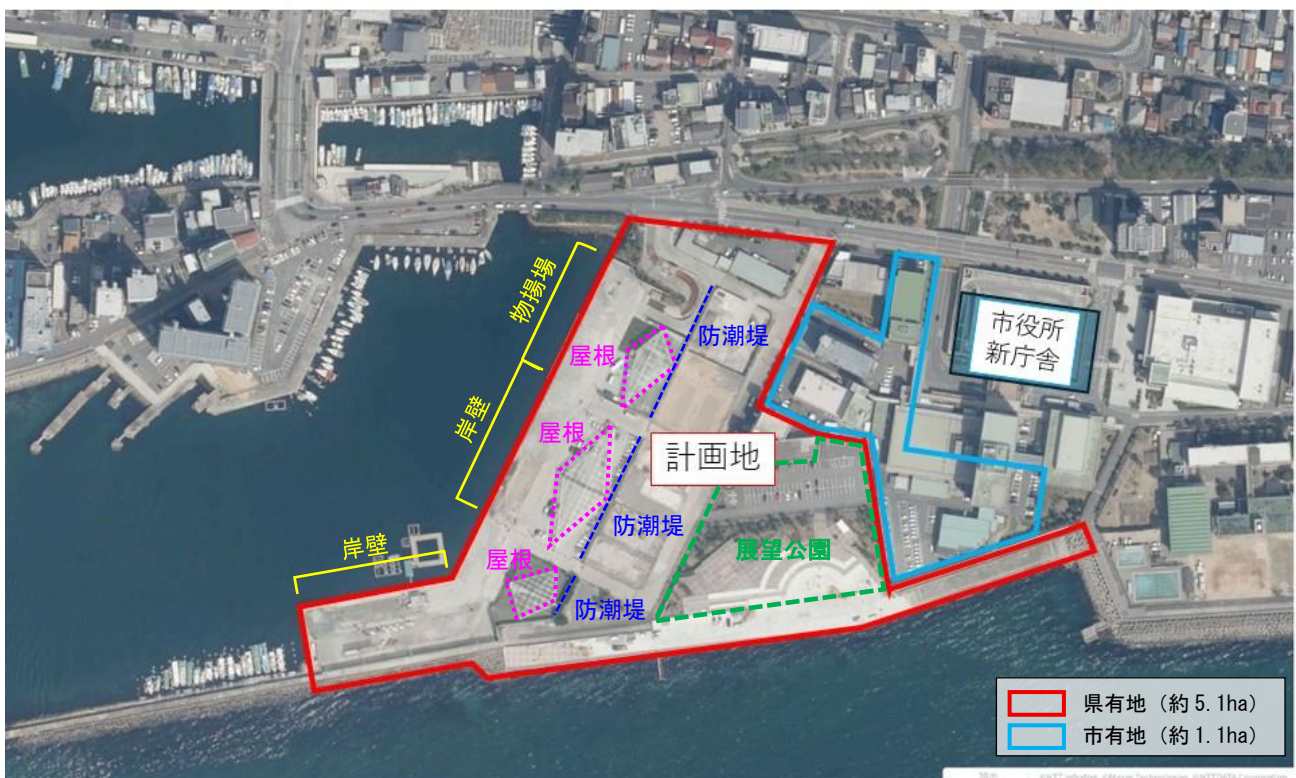 物揚場
防潮堤
屋根
市役所
新庁舎
岸壁
屋根
計画地
防潮堤
展望公園
岸壁
屋根
防潮堤
県有地（約5.1ha）
市有地（約1.1ha）